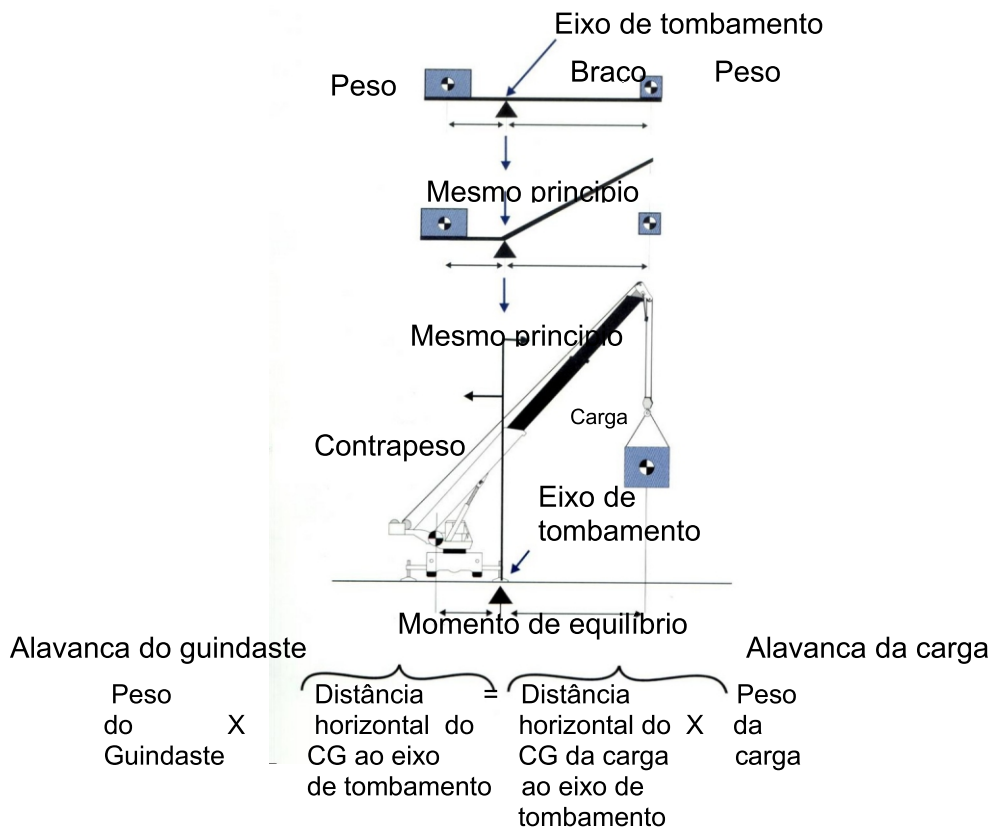 Eixo de tombamento
Peso
Braco
Peso
Mesmo principio
Mesmo principio
Carga
Contrapeso
Eixo de
tombamento
Momento de equilíbrio
Alavanca do guindaste
Alavanca da carga
Peso
do X
Guindaste
Distância
horizontal do
CG ao eixo
de tombamento
=
Distância
horizontal do X
CG da carga
ao eixo de
tombamento
Peso
da
carga